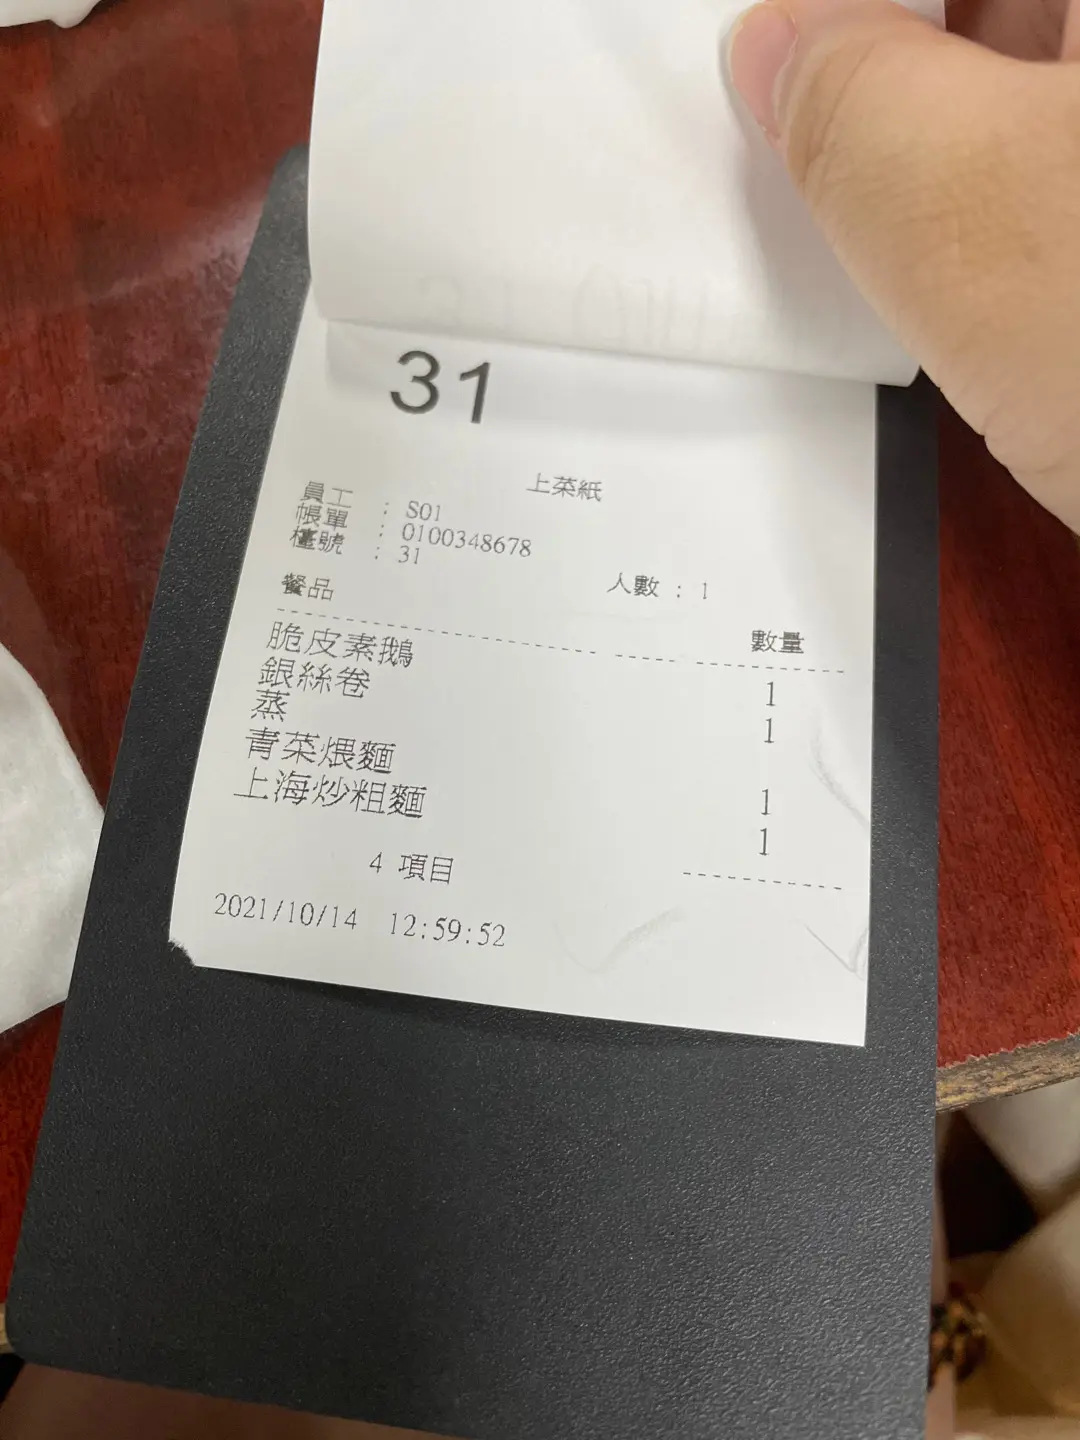 31
上菜紙
員工 : S01
帳單 : 0100348678
檯號 : 31 人數 : 1
餐品 數量
脆皮素鵝 1
銀絲卷 1
蒸
青菜煨麵 1
上海炒粗麵 1
4 項目
2021/10/14 12:59:52